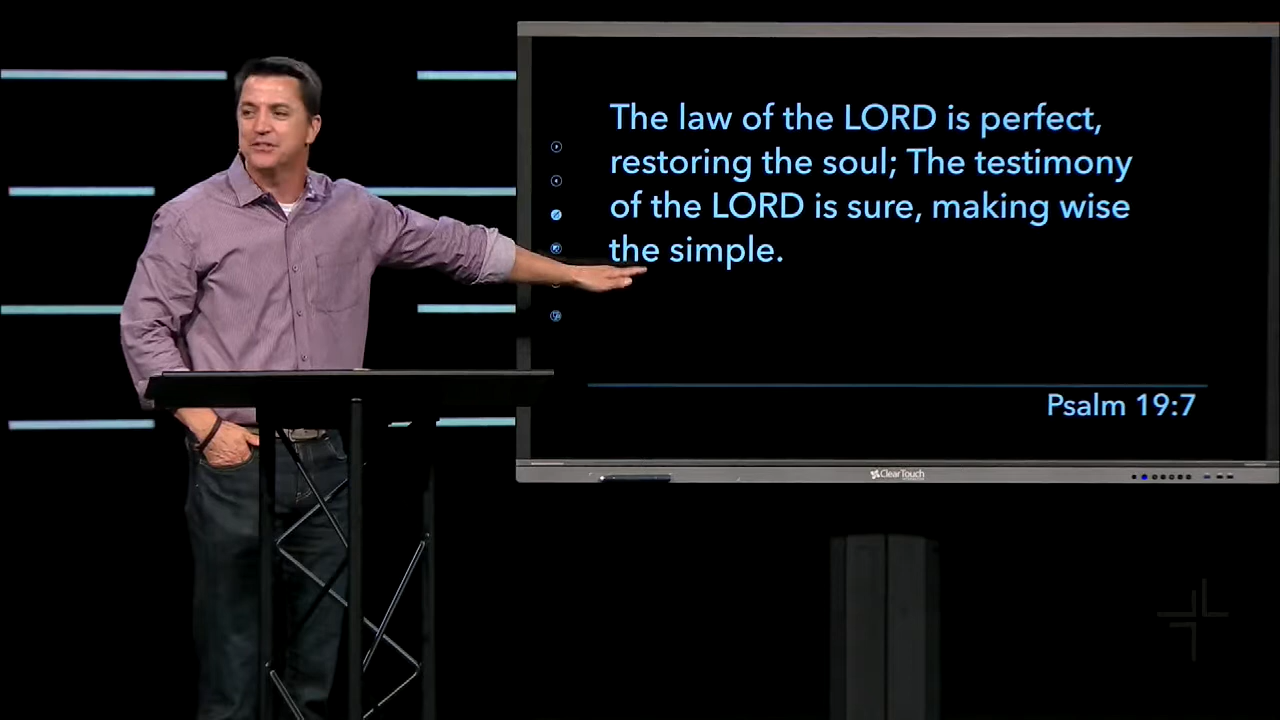 The law of the LORD is perfect,
restoring the soul; The testimony
of the LORD is sure, making wise
the simple.
Psalm 19:7
ClearTouch